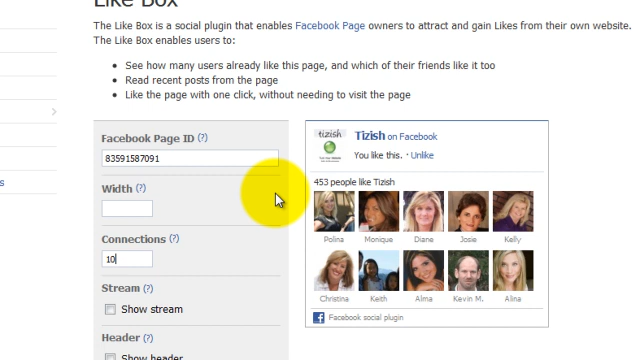 Like Box
The Like Box is a social plugin that enables Facebook Page owners to attract and gain Likes from their own website.
The Like Box enables users to:
See how many users already like this page, and which of their friends like it too
Read recent posts from the page
Like the page with one click, without needing to visit the page
Facebook Page ID (?)
83591587091
Width (?)
Connections (?)
10
Stream (?)
Show stream
Header (?)
Show header
s
tizish
Tizish on Facebook
You like this. · Unlike
453 people like Tizish
Polina Monique Diane Josie Kelly
Christina Keith Alma Kevin M. Alina
Facebook social plugin